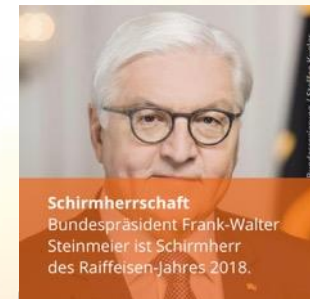 Schirmherrschaft
Bundespräsident Frank-Walter
Steinmeier ist Schirmherr
des Raiffeisen-Jahres 2018.